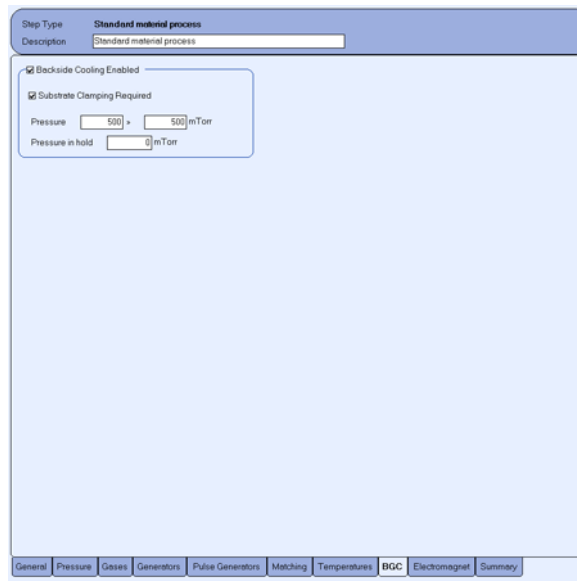 Step Type Standard material process
Description Standard material process
Backside Cooling Enabled
Substrate Clamping Required
Pressure 500 » 500 mTorr
Pressure in hold 0 mTorr
General Pressure Gases Generators Pulse Generators Matching Temperatures BGC Electromagnet Summary